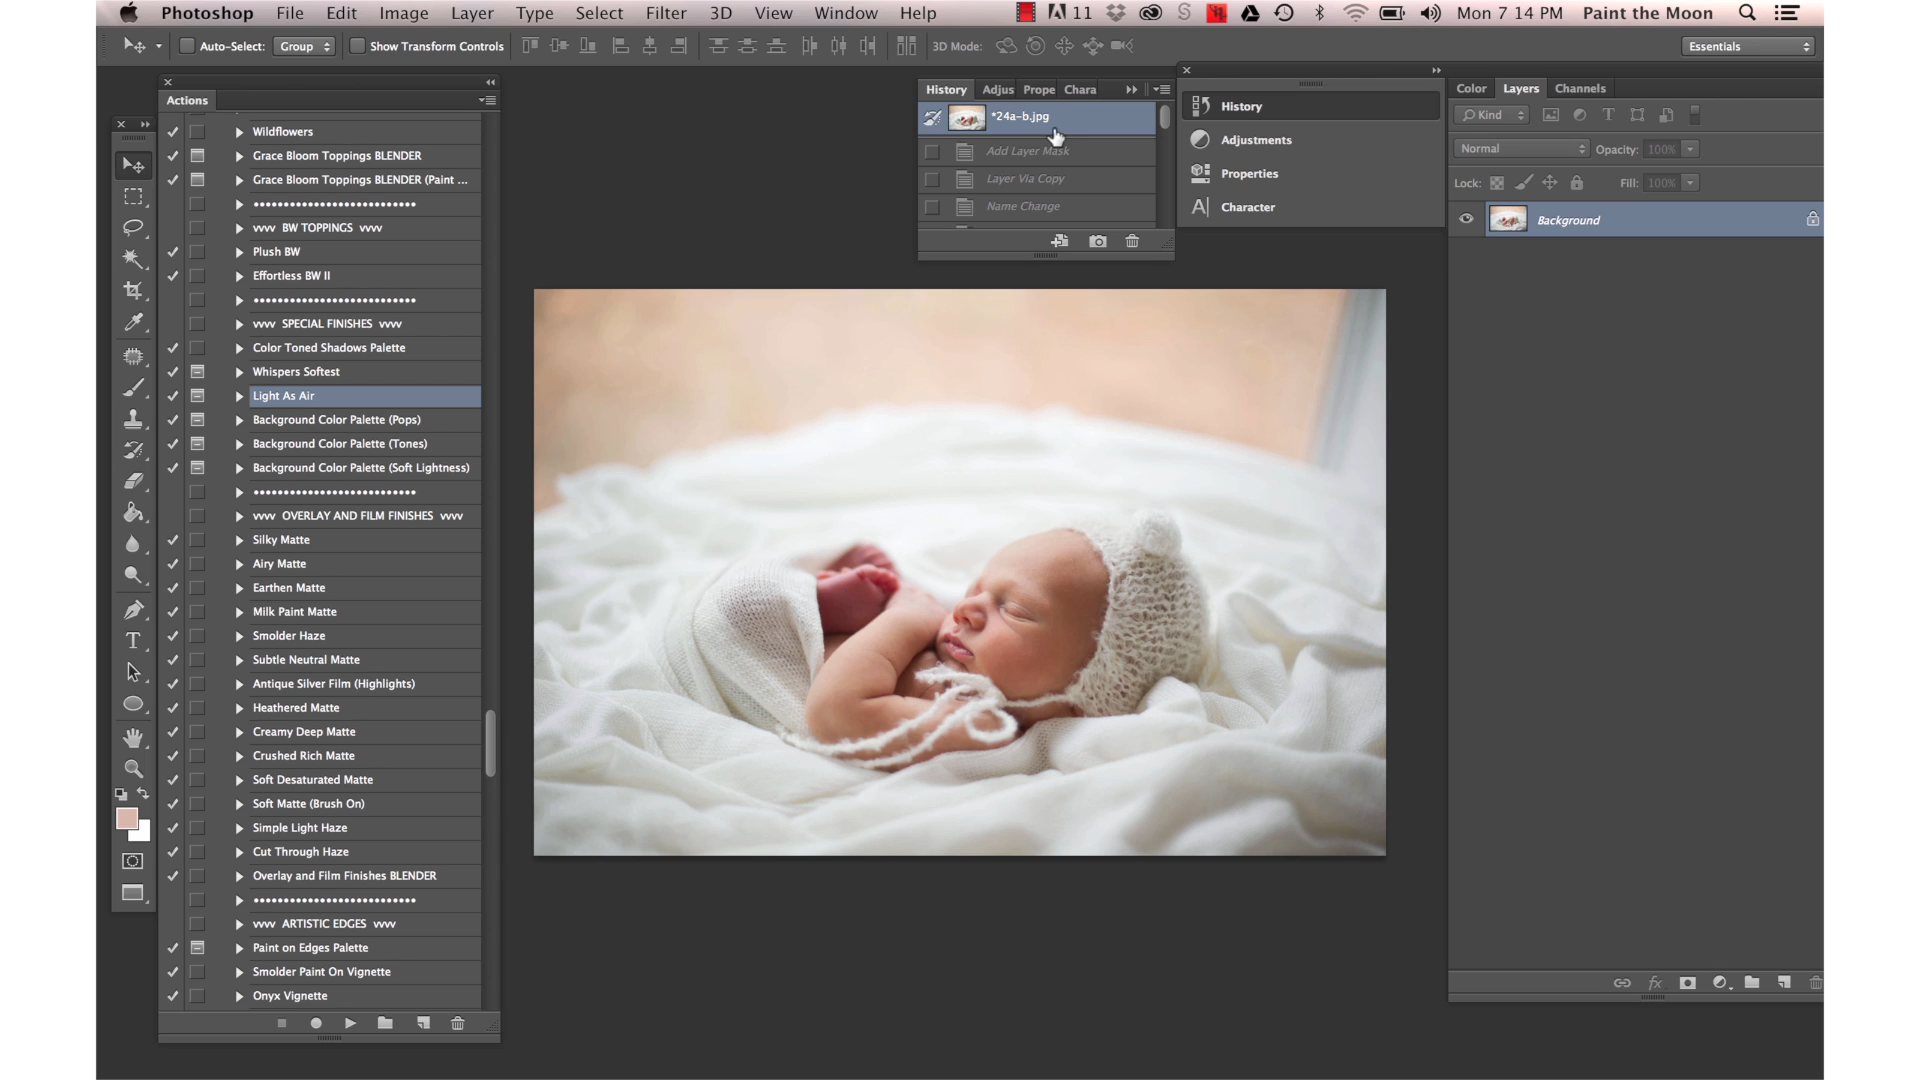 Photoshop File Edit Image Layer Type Select Filter 3D View Window Help 11 Mon 7 14 PM Paint the Moon
Auto-Select: Group Show Transform Controls 3D Mode: Essentials
Actions
Wildflowers
Grace Bloom Toppings BLENDER
Grace Bloom Toppings BLENDER (Paint ...
•••••••••••••••••••••••••••
vvvv BW TOPPINGS vvvv
Plush BW
Effortless BW II
•••••••••••••••••••••••••••
vvvv SPECIAL FINISHES vvvv
Color Toned Shadows Palette
Whispers Softest
Light As Air
Background Color Palette (Pops)
Background Color Palette (Tones)
Background Color Palette (Soft Lightness)
•••••••••••••••••••••••••••
vvvv OVERLAY AND FILM FINISHES vvvv
Silky Matte
Airy Matte
Earthen Matte
Milk Paint Matte
Smolder Haze
Subtle Neutral Matte
Antique Silver Film (Highlights)
Heathered Matte
Creamy Deep Matte
Crushed Rich Matte
Soft Desaturated Matte
Soft Matte (Brush On)
Simple Light Haze
Cut Through Haze
Overlay and Film Finishes BLENDER
•••••••••••••••••••••••••••
vvvv ARTISTIC EDGES vvvv
Paint on Edges Palette
Smolder Paint On Vignette
Onyx Vignette
History Adjus Prope Chara
*24a-b.jpg
Add Layer Mask
Layer Via Copy
Name Change
History
Adjustments
Properties
Character
Color Layers Channels
Kind
Normal Opacity: 100%
Lock: Fill: 100%
Background